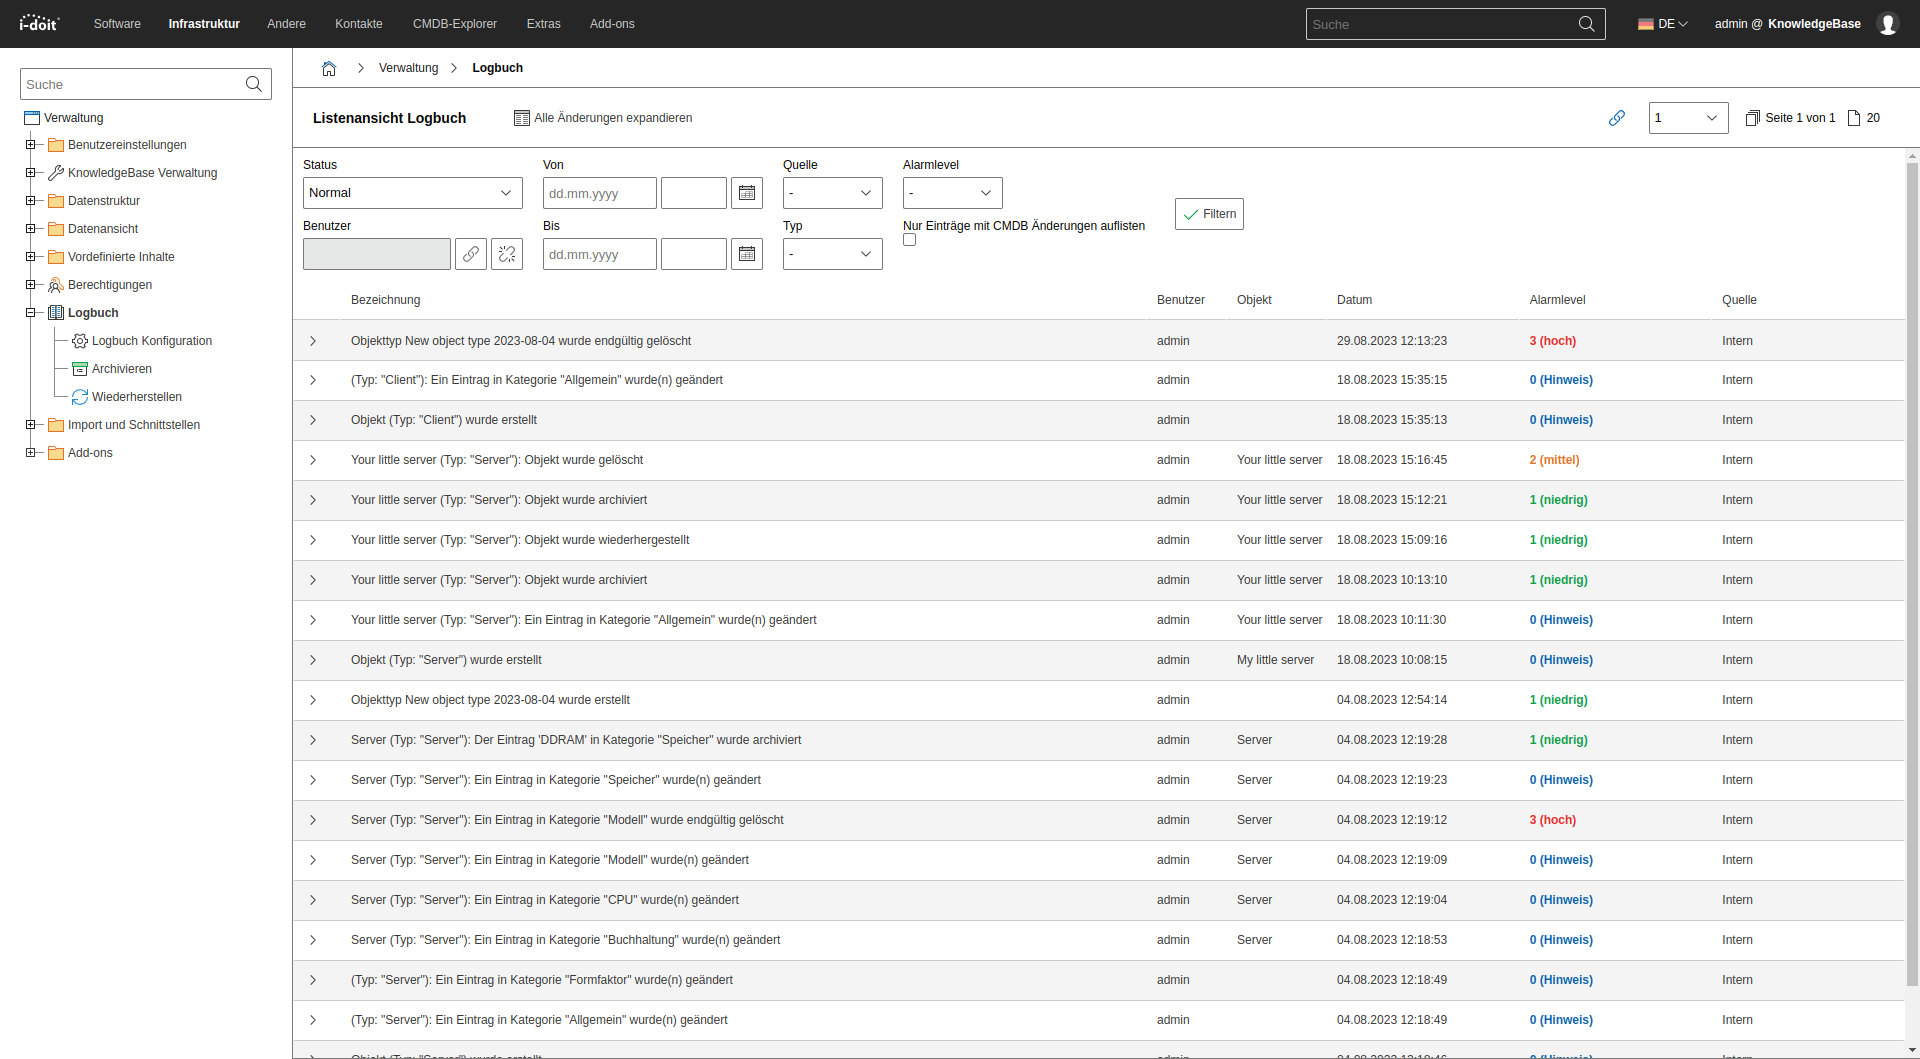 i-doit Software Infrastruktur Andere Kontakte CMDB-Explorer Extras Add-ons Suche DE admin @ KnowledgeBase
Suche
Verwaltung
Benutzereinstellungen
KnowledgeBase Verwaltung
Datenstruktur
Datenansicht
Vordefinierte Inhalte
Berechtigungen
Logbuch
Logbuch Konfiguration
Archivieren
Wiederherstellen
Import und Schnittstellen
Add-ons
Verwaltung Logbuch
Listenansicht Logbuch Alle Änderungen expandieren 1 Seite 1 von 1 20
Status Von Quelle Alarmlevel
Normal dd.mm.yyyy - -
Filtern
Benutzer Bis Typ Nur Einträge mit CMDB Änderungen auflisten
dd.mm.yyyy -
Bezeichnung Benutzer Objekt Datum Alarmlevel Quelle
Objekttyp New object type 2023-08-04 wurde endgültig gelöscht admin 29.08.2023 12:13:23 3 (hoch) Intern
(Typ: "Client"): Ein Eintrag in Kategorie "Allgemein" wurde(n) geändert admin 18.08.2023 15:35:15 0 (Hinweis) Intern
Objekt (Typ: "Client") wurde erstellt admin 18.08.2023 15:35:13 0 (Hinweis) Intern
Your little server (Typ: "Server"): Objekt wurde gelöscht admin Your little server 18.08.2023 15:16:45 2 (mittel) Intern
Your little server (Typ: "Server"): Objekt wurde archiviert admin Your little server 18.08.2023 15:12:21 1 (niedrig) Intern
Your little server (Typ: "Server"): Objekt wurde wiederhergestellt admin Your little server 18.08.2023 15:09:16 1 (niedrig) Intern
Your little server (Typ: "Server"): Objekt wurde archiviert admin Your little server 18.08.2023 10:13:10 1 (niedrig) Intern
Your little server (Typ: "Server"): Ein Eintrag in Kategorie "Allgemein" wurde(n) geändert admin Your little server 18.08.2023 10:11:30 0 (Hinweis) Intern
Objekt (Typ: "Server") wurde erstellt admin My little server 18.08.2023 10:08:15 0 (Hinweis) Intern
Objekttyp New object type 2023-08-04 wurde erstellt admin 04.08.2023 12:54:14 1 (niedrig) Intern
Server (Typ: "Server"): Der Eintrag 'DDRAM' in Kategorie "Speicher" wurde archiviert admin Server 04.08.2023 12:19:28 1 (niedrig) Intern
Server (Typ: "Server"): Ein Eintrag in Kategorie "Speicher" wurde(n) geändert admin Server 04.08.2023 12:19:23 0 (Hinweis) Intern
Server (Typ: "Server"): Ein Eintrag in Kategorie "Modell" wurde endgültig gelöscht admin Server 04.08.2023 12:19:12 3 (hoch) Intern
Server (Typ: "Server"): Ein Eintrag in Kategorie "Modell" wurde(n) geändert admin Server 04.08.2023 12:19:09 0 (Hinweis) Intern
Server (Typ: "Server"): Ein Eintrag in Kategorie "CPU" wurde(n) geändert admin Server 04.08.2023 12:19:04 0 (Hinweis) Intern
Server (Typ: "Server"): Ein Eintrag in Kategorie "Buchhaltung" wurde(n) geändert admin Server 04.08.2023 12:18:53 0 (Hinweis) Intern
(Typ: "Server"): Ein Eintrag in Kategorie "Formfaktor" wurde(n) geändert admin 04.08.2023 12:18:49 0 (Hinweis) Intern
(Typ: "Server"): Ein Eintrag in Kategorie "Allgemein" wurde(n) geändert admin 04.08.2023 12:18:49 0 (Hinweis) Intern